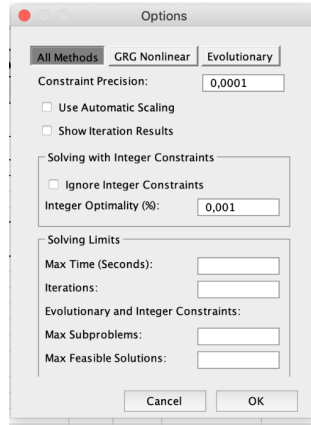 Options
All Methods GRG Nonlinear Evolutionary
Constraint Precision: 0,0001
Use Automatic Scaling
Show Iteration Results
Solving with Integer Constraints
Ignore Integer Constraints
Integer Optimality (%): 0,001
Solving Limits
Max Time (Seconds):
Iterations:
Evolutionary and Integer Constraints:
Max Subproblems:
Max Feasible Solutions:
Cancel OK